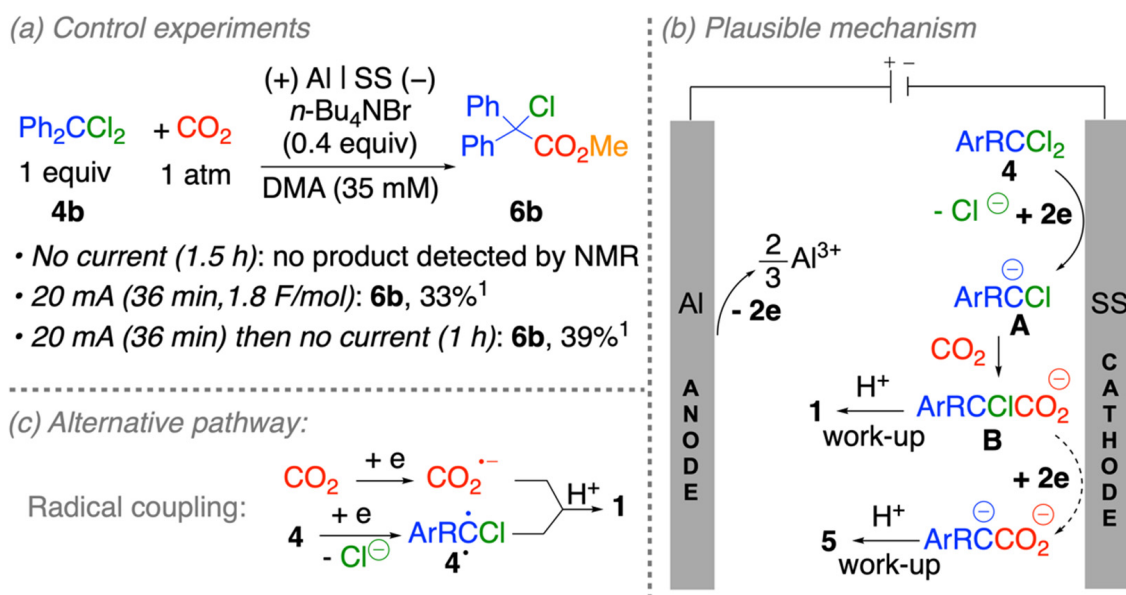 (a) Control experiments
Ph₂CCl₂ + CO₂
1 equiv 1 atm
4b
(+) Al | SS (–)
n-Bu₄NBr
(0.4 equiv)
DMA (35 mM)
Ph Cl
Ph CO₂Me
6b
• No current (1.5 h): no product detected by NMR
• 20 mA (36 min,1.8 F/mol): 6b, 33%¹
• 20 mA (36 min) then no current (1 h): 6b, 39%¹
(c) Alternative pathway:
Radical coupling:
CO₂ + e CO₂•–
4 + e - Cl⊖ ArRĊCl
4•
H⁺ 1
(b) Plausible mechanism
+ –
Al
ANODE
2/3 Al³⁺
- 2e
SS
CATHODE
ArRCCl₂
4
- Cl ⊖ + 2e
⊖
ArRCCl
A
CO₂
⊖
ArRCClCO₂
B
H⁺
1
work-up
+ 2e
⊖ ⊖
ArRCCO₂
H⁺
5
work-up